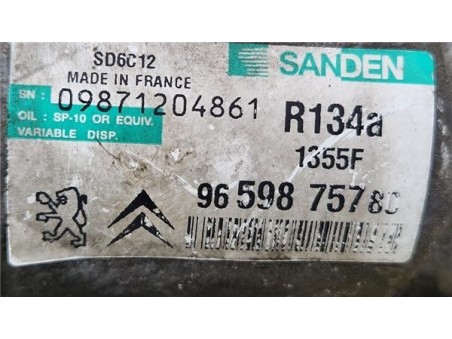 SD6C12
MADE IN FRANCE
SANDEN
SN: 09871204861
OIL : SP-10 OR EQUIV.
VARIABLE DISP.
R134a
1355F
96 598 757 80